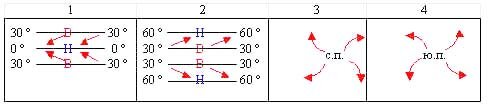 1 2 3 4
30 º В 30 º
0 º Н 0 º
30 º В 30 º
60 º Н 60 º
30 º В 30 º
30 º В 30 º
60 º Н 60 º
с.п.
ю.п.